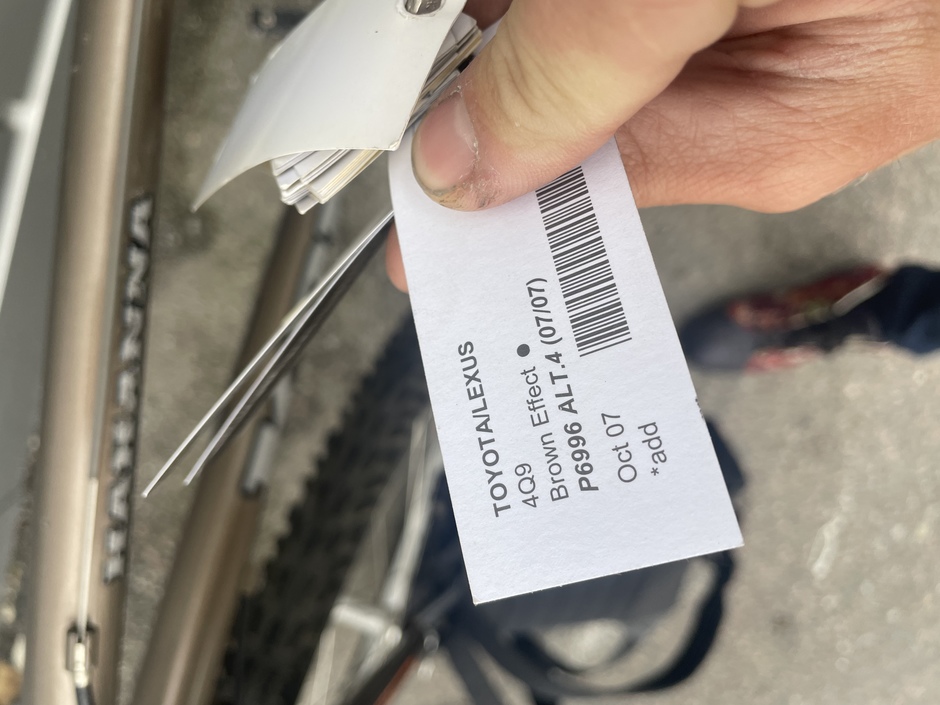 TOYOTA/LEXUS
4Q9
Brown Effect ●
P6996 ALT.4 (07/07)
Oct 07
*add